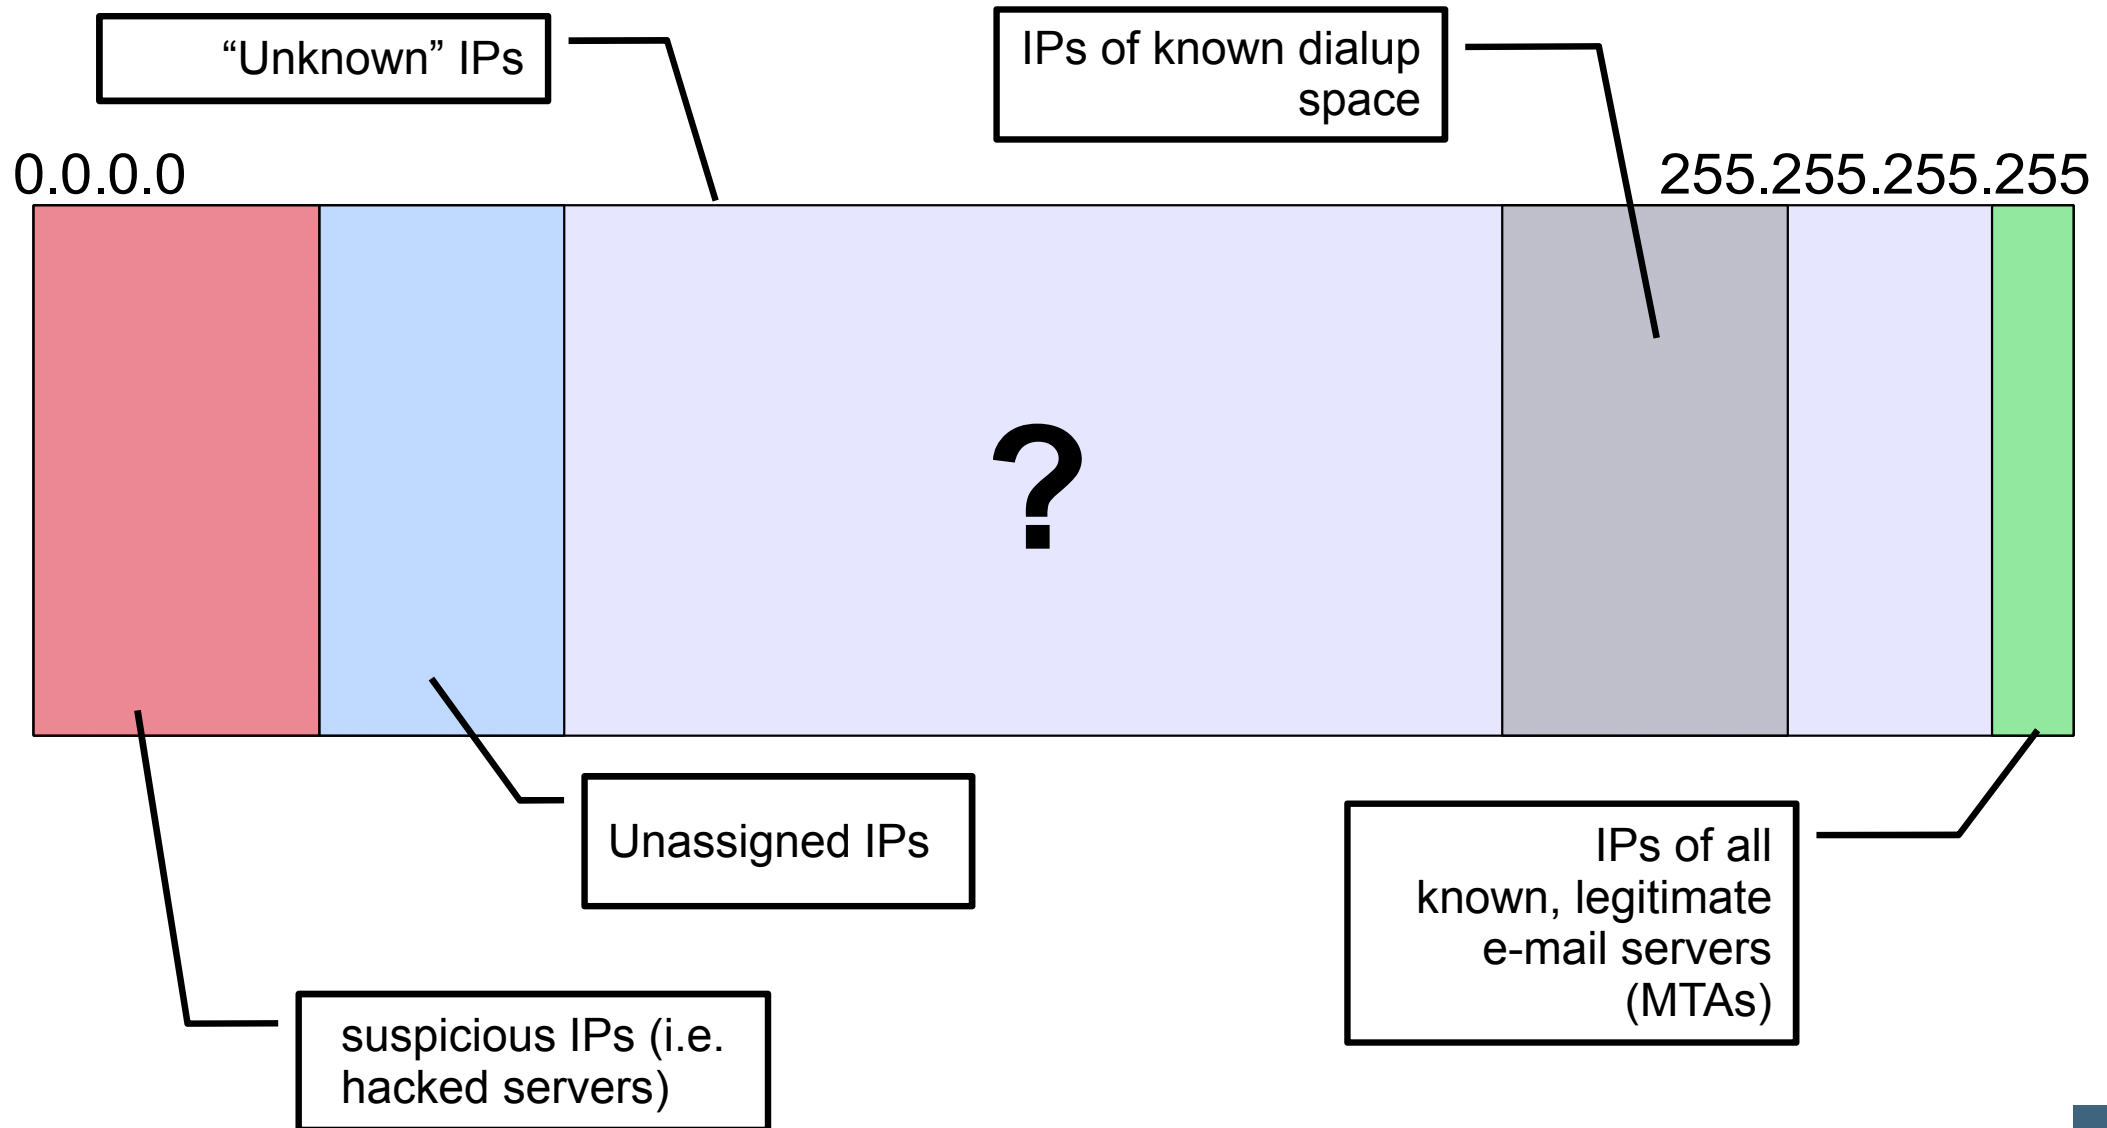 “Unknown” IPs
IPs of known dialup
space
0.0.0.0
255.255.255.255
?
Unassigned IPs
IPs of all
known, legitimate
e-mail servers
(MTAs)
suspicious IPs (i.e.
hacked servers)